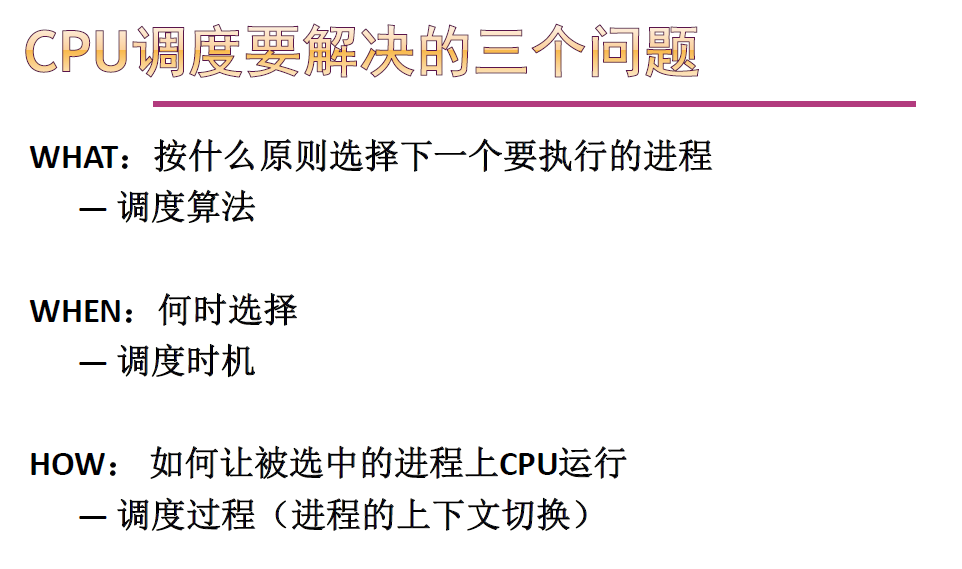 CPU调度要解决的三个问题
WHAT：按什么原则选择下一个要执行的进程
— 调度算法
WHEN：何时选择
— 调度时机
HOW： 如何让被选中的进程上CPU运行
— 调度过程（进程的上下文切换）